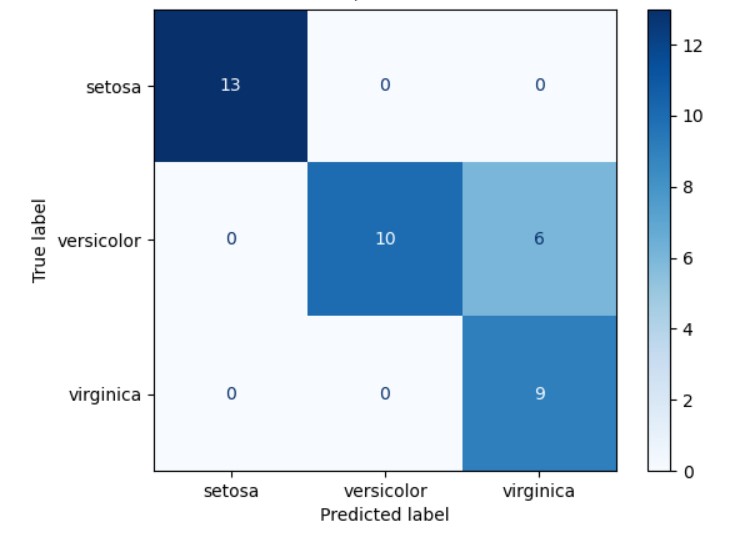 setosa 13 0 0
versicolor 0 10 6
virginica 0 0 9
setosa versicolor virginica
Predicted label
True label
12
10
8
6
4
2
0